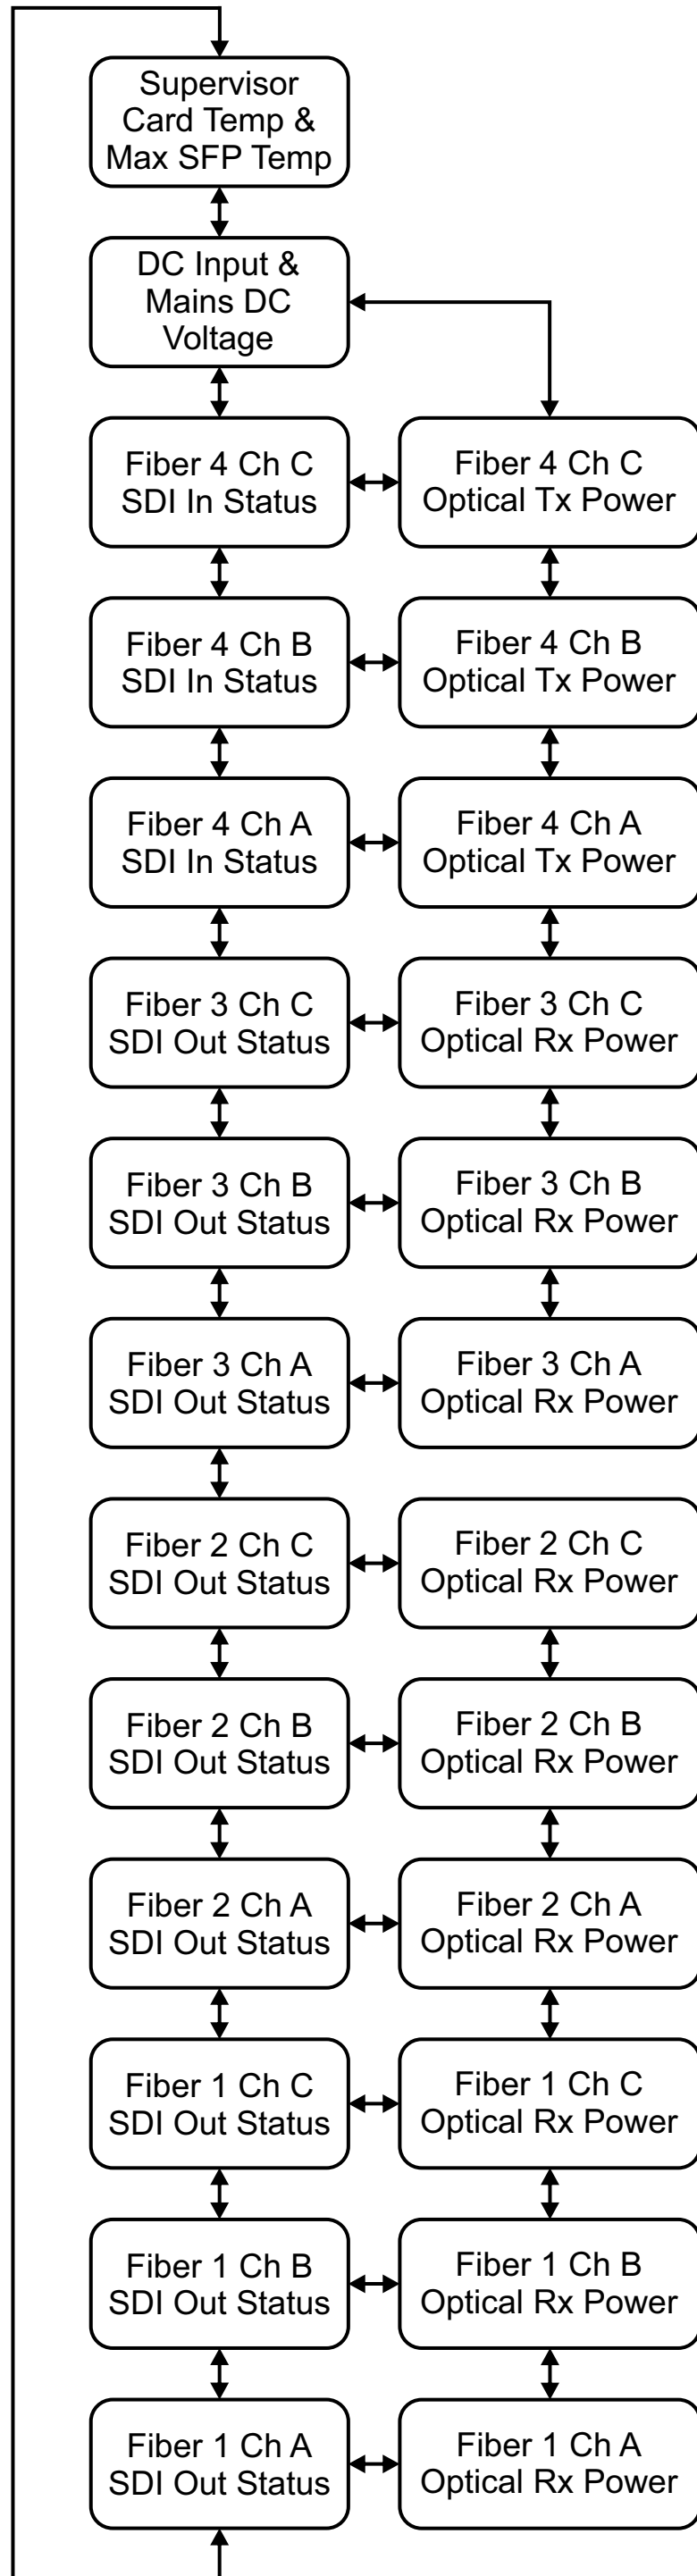 Supervisor
Card Temp &
Max SFP Temp
DC Input &
Mains DC
Voltage
Fiber 4 Ch C
SDI In Status
Fiber 4 Ch C
Optical Tx Power
Fiber 4 Ch B
SDI In Status
Fiber 4 Ch B
Optical Tx Power
Fiber 4 Ch A
SDI In Status
Fiber 4 Ch A
Optical Tx Power
Fiber 3 Ch C
SDI Out Status
Fiber 3 Ch C
Optical Rx Power
Fiber 3 Ch B
SDI Out Status
Fiber 3 Ch B
Optical Rx Power
Fiber 3 Ch A
SDI Out Status
Fiber 3 Ch A
Optical Rx Power
Fiber 2 Ch C
SDI Out Status
Fiber 2 Ch C
Optical Rx Power
Fiber 2 Ch B
SDI Out Status
Fiber 2 Ch B
Optical Rx Power
Fiber 2 Ch A
SDI Out Status
Fiber 2 Ch A
Optical Rx Power
Fiber 1 Ch C
SDI Out Status
Fiber 1 Ch C
Optical Rx Power
Fiber 1 Ch B
SDI Out Status
Fiber 1 Ch B
Optical Rx Power
Fiber 1 Ch A
SDI Out Status
Fiber 1 Ch A
Optical Rx Power